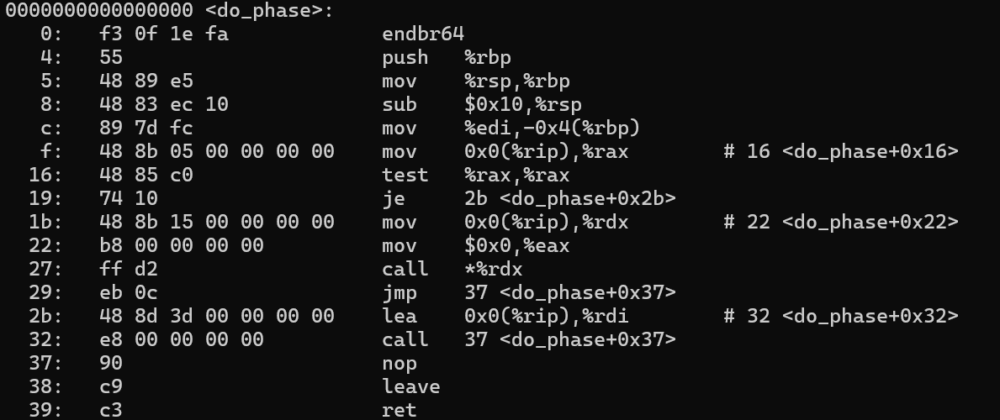 0000000000000000 <do_phase>:
   0:   f3 0f 1e fa             endbr64
   4:   55                      push   %rbp
   5:   48 89 e5                mov    %rsp,%rbp
   8:   48 83 ec 10             sub    $0x10,%rsp
   c:   89 7d fc                mov    %edi,-0x4(%rbp)
   f:   48 8b 05 00 00 00 00    mov    0x0(%rip),%rax        # 16 <do_phase+0x16>
  16:   48 85 c0                test   %rax,%rax
  19:   74 10                   je     2b <do_phase+0x2b>
  1b:   48 8b 15 00 00 00 00    mov    0x0(%rip),%rdx        # 22 <do_phase+0x22>
  22:   b8 00 00 00 00          mov    $0x0,%eax
  27:   ff d2                   call   *%rdx
  29:   eb 0c                   jmp    37 <do_phase+0x37>
  2b:   48 8d 3d 00 00 00 00    lea    0x0(%rip),%rdi        # 32 <do_phase+0x32>
  32:   e8 00 00 00 00          call   37 <do_phase+0x37>
  37:   90                      nop
  38:   c9                      leave
  39:   c3                      ret